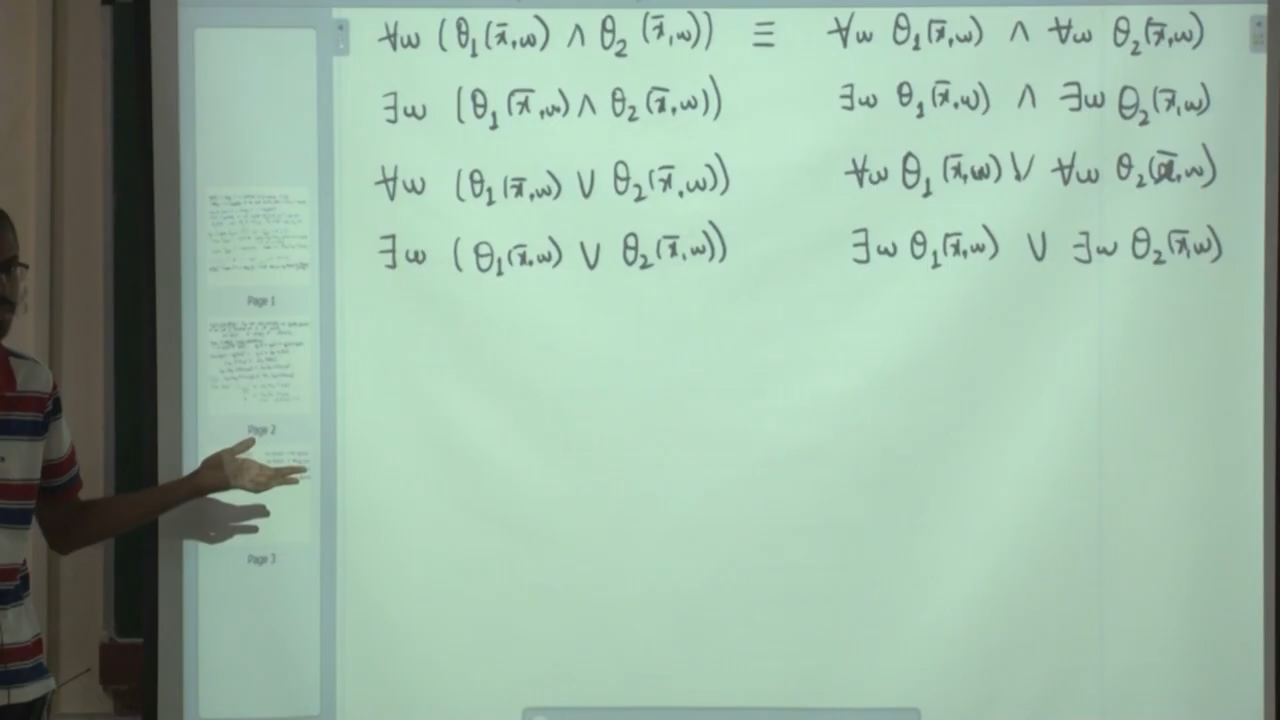 ∀w (θ₁(x̄,w) ∧ θ₂(x̄,w)) ≡ ∀w θ₁(x̄,w) ∧ ∀w θ₂(x̄,w)
∃w (θ₁(x̄,w) ∧ θ₂(x̄,w)) ∃w θ₁(x̄,w) ∧ ∃w θ₂(x̄,w)
∀w (θ₁(x̄,w) ∨ θ₂(x̄,w)) ∀w θ₁(x̄,w) ∨ ∀w θ₂(x̄,w)
∃w (θ₁(x̄,w) ∨ θ₂(x̄,w)) ∃w θ₁(x̄,w) ∨ ∃w θ₂(x̄,w)
Page 1
Page 2
Page 3